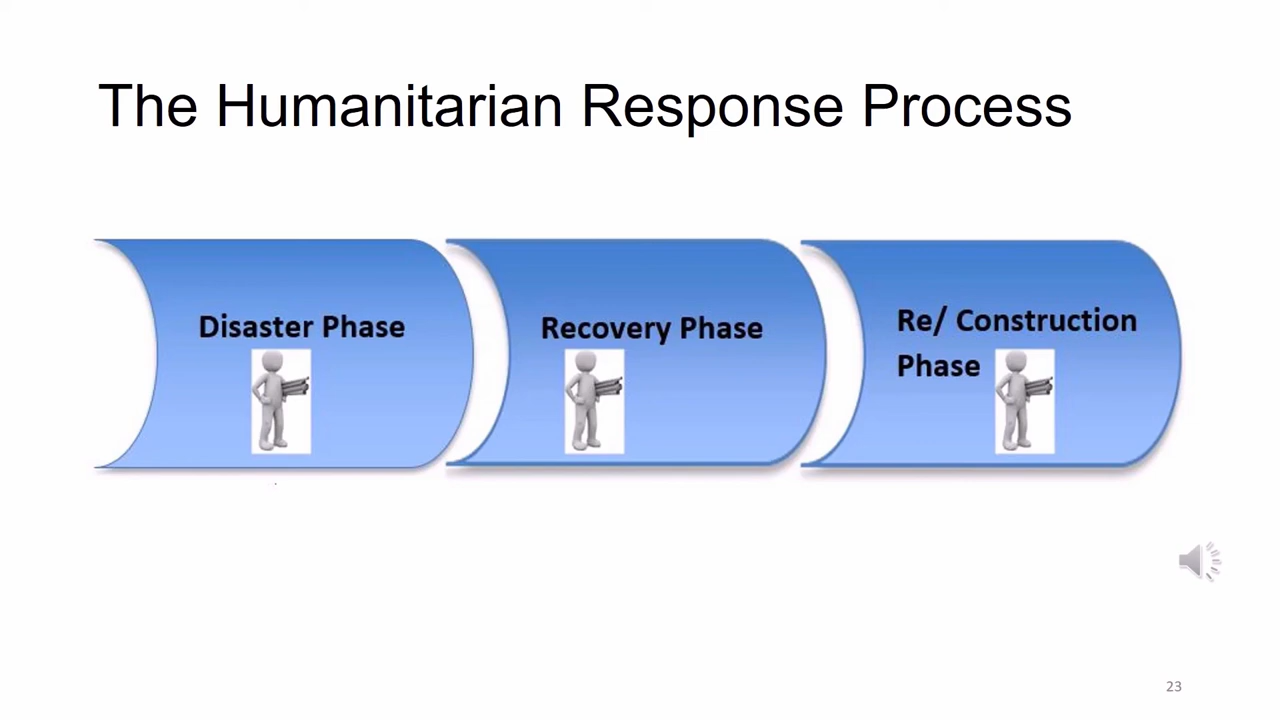 The Humanitarian Response Process
Disaster Phase
Recovery Phase
Re/ Construction
Phase
23